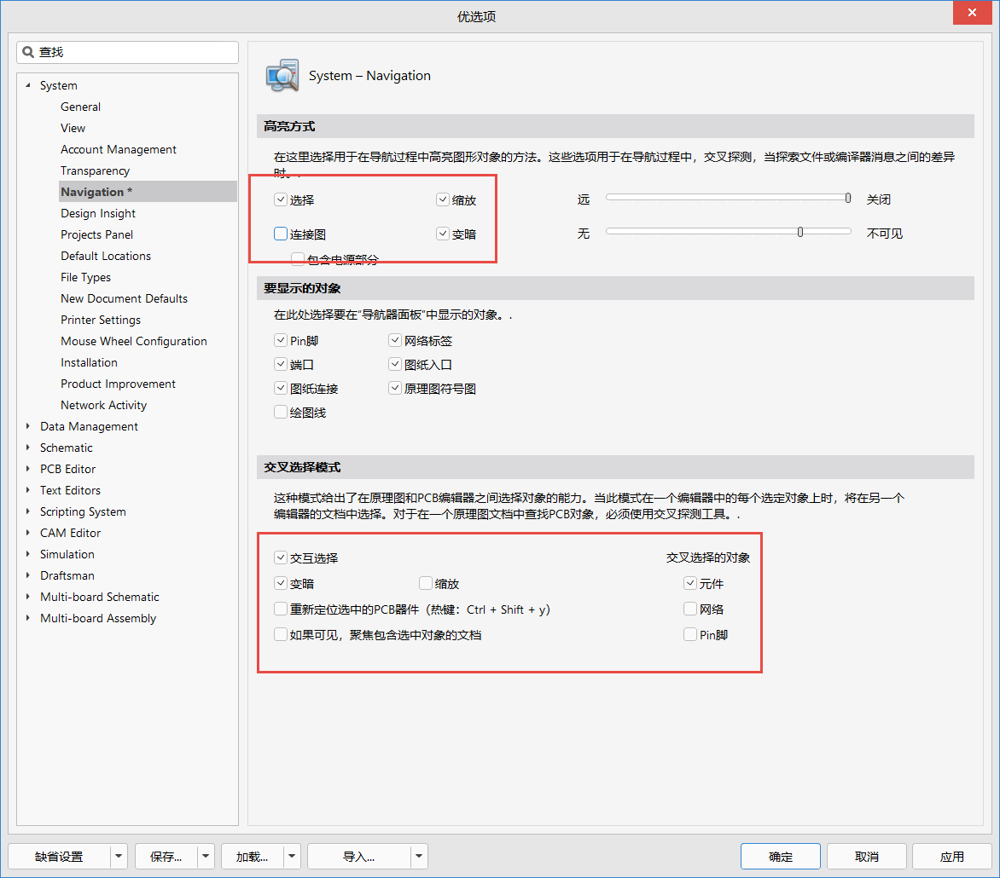 优选项
查找
System
General
View
Account Management
Transparency
Navigation *
Design Insight
Projects Panel
Default Locations
File Types
New Document Defaults
Printer Settings
Mouse Wheel Configuration
Installation
Product Improvement
Network Activity
Data Management
Schematic
PCB Editor
Text Editors
Scripting System
CAM Editor
Simulation
Draftsman
Multi-board Schematic
Multi-board Assembly
System – Navigation
高亮方式
在这里选择用于在导航过程中高亮图形对象的方法。这些选项用于在导航过程中，交叉探测，当探索文件或编译器消息之间的差异
时。.
选择 缩放 远 关闭
连接图 变暗 无 不可见
包含电源部分
要显示的对象
在此处选择要在“导航器面板”中显示的对象。.
Pin脚 网络标签
端口 图纸入口
图纸连接 原理图符号图
绘图线
交叉选择模式
这种模式给出了在原理图和PCB编辑器之间选择对象的能力。当此模式在一个编辑器中的每个选定对象上时，将在另一个
编辑器的文档中选择。对于在一个原理图文档中查找PCB对象，必须使用交叉探测工具。.
交互选择 交叉选择的对象
变暗 缩放 元件
重新定位选中的PCB器件（热键：Ctrl + Shift + y） 网络
如果可见，聚焦包含选中对象的文档 Pin脚
缺省设置 保存... 加载... 导入... 确定 取消 应用